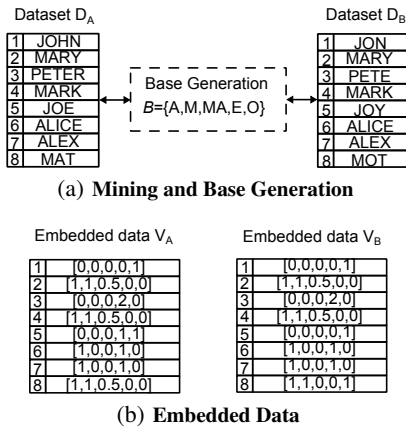 Dataset D_A
1 JOHN
2 MARY
3 PETER
4 MARK
5 JOE
6 ALICE
7 ALEX
8 MAT
Base Generation
B={A,M,MA,E,O}
Dataset D_B
1 JON
2 MARY
3 PETE
4 MARK
5 JOY
6 ALICE
7 ALEX
8 MOT
(a) Mining and Base Generation
Embedded data V_A
1 [0,0,0,0,1]
2 [1,1,0.5,0,0]
3 [0,0,0,2,0]
4 [1,1,0.5,0,0]
5 [0,0,0,1,1]
6 [1,0,0,1,0]
7 [1,0,0,1,0]
8 [1,1,0.5,0,0]
Embedded data V_B
1 [0,0,0,0,1]
2 [1,1,0.5,0,0]
3 [0,0,0,2,0]
4 [1,1,0.5,0,0]
5 [0,0,0,0,1]
6 [1,0,0,1,0]
7 [1,0,0,1,0]
8 [1,1,0,0,1]
(b) Embedded Data